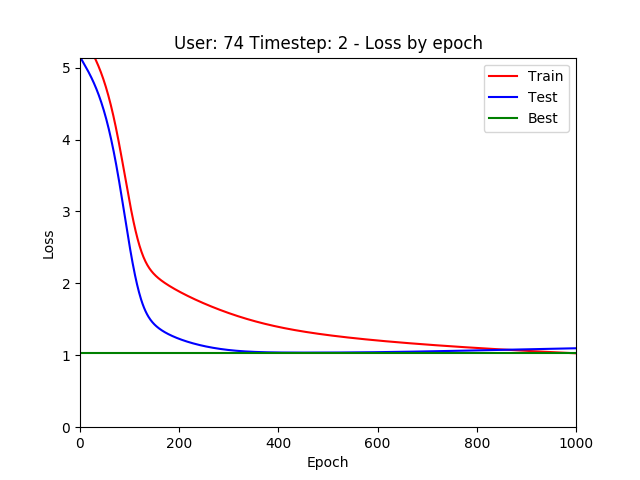 User: 74 Timestep: 2 - Loss by epoch
Train
Test
Best
5
4
3
2
1
0
Loss
0 200 400 600 800 1000
Epoch